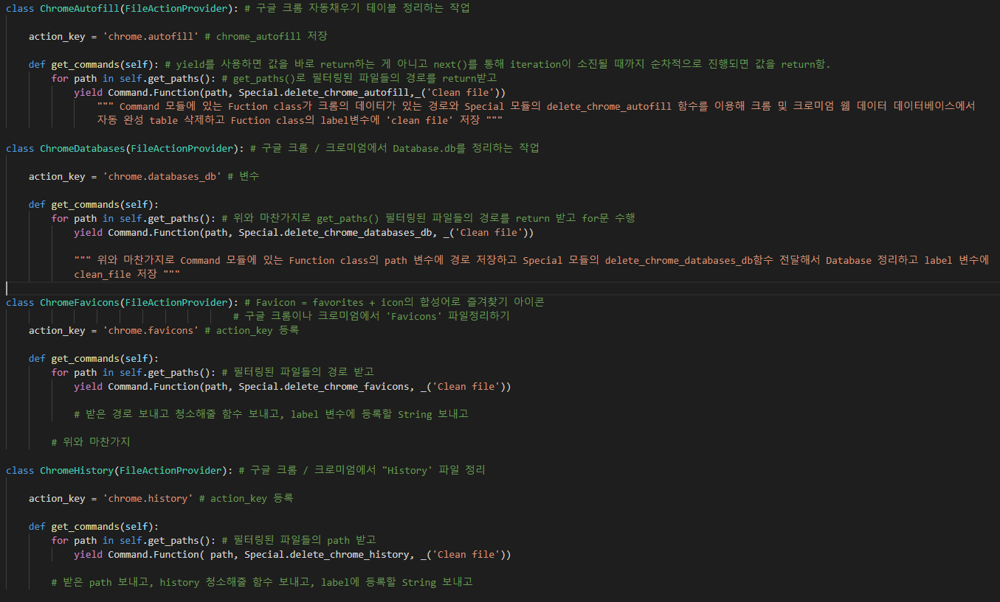 class ChromeAutofill(FileActionProvider): # 구글 크롬 자동채우기 테이블 정리하는 작업
action_key = 'chrome.autofill' # chrome_autofill 저장
def get_commands(self): # yield를 사용하면 값을 바로 return하는 게 아니고 next()를 통해 iteration이 소진될 때까지 순차적으로 진행되면 값을 return함.
for path in self.get_paths(): # get_paths()로 필터링된 파일들의 경로를 return받고
yield Command.Function(path, Special.delete_chrome_autofill,_('Clean file'))
""" Command 모듈에 있는 Fuction class가 크롬의 데이터가 있는 경로와 Special 모듈의 delete_chrome_autofill 함수를 이용해 크롬 및 크로미엄 웹 데이터 데이터베이스에서
자동 완성 table 삭제하고 Fuction class의 label변수에 'clean file' 저장 """
class ChromeDatabases(FileActionProvider): # 구글 크롬 / 크로미엄에서 Database.db를 정리하는 작업
action_key = 'chrome.databases_db' # 변수
def get_commands(self):
for path in self.get_paths(): # 위와 마찬가지로 get_paths() 필터링된 파일들의 경로를 return 받고 for문 수행
yield Command.Function(path, Special.delete_chrome_databases_db, _('Clean file'))
""" 위와 마찬가지로 Command 모듈에 있는 Function class의 path 변수에 경로 저장하고 Special 모듈의 delete_chrome_databases_db함수 전달해서 Database 정리하고 label 변수에
clean_file 저장 """
class ChromeFavicons(FileActionProvider): # Favicon = favorites + icon의 합성어로 즐겨찾기 아이콘
# 구글 크롬이나 크로미엄에서 'Favicons' 파일정리하기
action_key = 'chrome.favicons' # action_key 등록
def get_commands(self):
for path in self.get_paths(): # 필터링된 파일들의 경로 받고
yield Command.Function(path, Special.delete_chrome_favicons, _('Clean file'))
# 받은 경로 보내고 청소해줄 함수 보내고, label 변수에 등록할 String 보내고
# 위와 마찬가지
class ChromeHistory(FileActionProvider): # 구글 크롬 / 크로미엄에서 "History' 파일 정리
action_key = 'chrome.history' # action_key 등록
def get_commands(self):
for path in self.get_paths(): # 필터링된 파일들의 path 받고
yield Command.Function( path, Special.delete_chrome_history, _('Clean file'))
# 받은 path 보내고, history 청소해줄 함수 보내고, label에 등록할 String 보내고